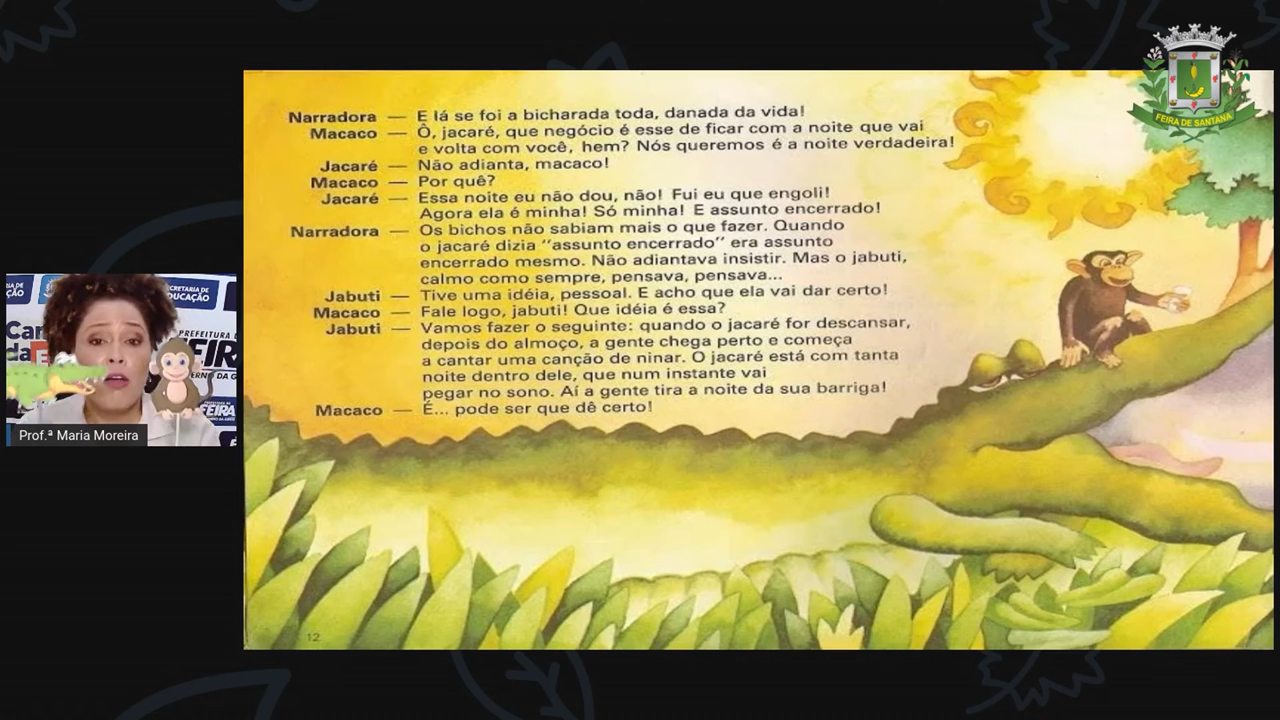 FEIRA DE SANTANA
Narradora — E lá se foi a bicharada toda, danada da vida!
Macaco — Ô, jacaré, que negócio é esse de ficar com a noite que vai
e volta com você, hem? Nós queremos é a noite verdadeira!
Jacaré — Não adianta, macaco!
Macaco — Por quê?
Jacaré — Essa noite eu não dou, não! Fui eu que engoli!
Agora ela é minha! Só minha! E assunto encerrado!
Narradora — Os bichos não sabiam mais o que fazer. Quando
o jacaré dizia "assunto encerrado" era assunto
encerrado mesmo. Não adiantava insistir. Mas o jabuti,
calmo como sempre, pensava, pensava...
Jabuti — Tive uma idéia, pessoal. E acho que ela vai dar certo!
Macaco — Fale logo, jabuti! Que idéia é essa?
Jabuti — Vamos fazer o seguinte: quando o jacaré for descansar,
depois do almoço, a gente chega perto e começa
a cantar uma canção de ninar. O jacaré está com tanta
noite dentro dele, que num instante vai
pegar no sono. Aí a gente tira a noite da sua barriga!
Macaco — É... pode ser que dê certo!
12
PREFEITURA
FEIRA
Prof.ª Maria Moreira